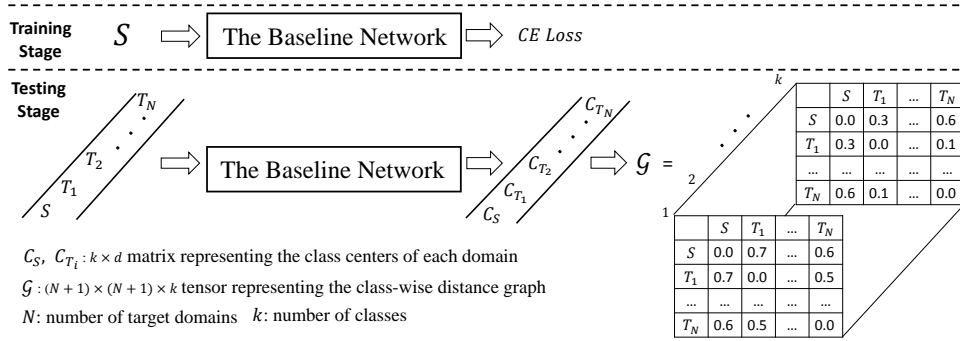 Training Stage
S
The Baseline Network
CE Loss
Testing Stage
S T_1 T_2 . . . T_N
The Baseline Network
C_S C_{T_1} C_{T_2} . . . C_{T_N}
𝒢 =
1 2 . . . k
S T_1 ... T_N
S 0.0 0.3 ... 0.6
T_1 0.3 0.0 ... 0.1
... ... ... ...
T_N 0.6 0.1 ... 0.0
S T_1 ... T_N
S 0.0 0.7 ... 0.6
T_1 0.7 0.0 ... 0.5
... ... ... ...
T_N 0.6 0.5 ... 0.0
C_S, C_{T_i} : k × d matrix representing the class centers of each domain
𝒢 : (N + 1) × (N + 1) × k tensor representing the class-wise distance graph
N: number of target domains k: number of classes